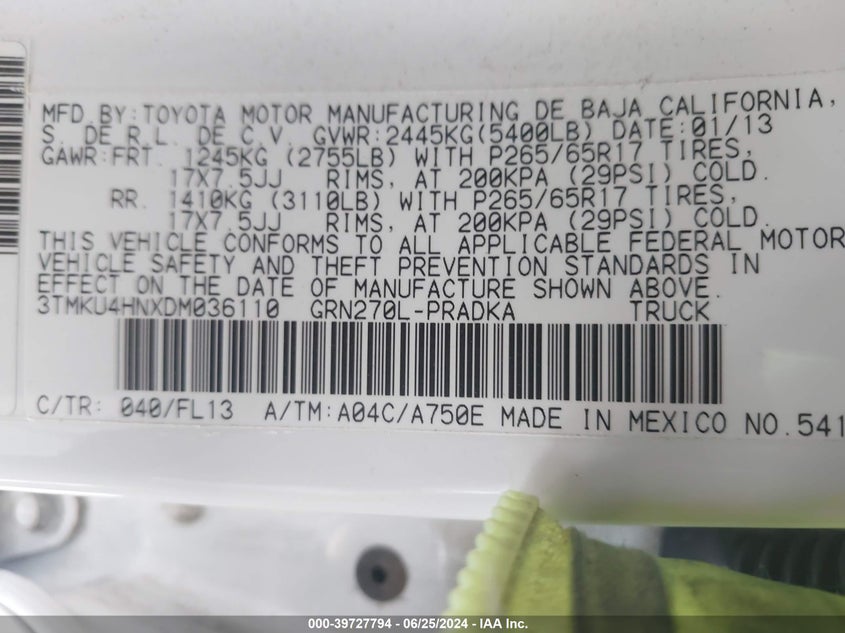 MFD.BY:TOYOTA MOTOR MANUFACTURING DE BAJA CALIFORNIA,
S. DE R.L. DE C.V. GVWR:2445KG(5400LB) DATE:01/13
GAWR:FRT. 1245KG (2755LB) WITH P265/65R17 TIRES,
17X7.5JJ RIMS, AT 200KPA (29PSI) COLD.
RR. 1410KG (3110LB) WITH P265/65R17 TIRES,
17X7.5JJ RIMS, AT 200KPA (29PSI) COLD.
THIS VEHICLE CONFORMS TO ALL APPLICABLE FEDERAL MOTOR
VEHICLE SAFETY AND THEFT PREVENTION STANDARDS IN
EFFECT ON THE DATE OF MANUFACTURE SHOWN ABOVE.
3TMKU4HNXDM036110 GRN270L-PRADKA TRUCK
C/TR: 040/FL13 A/TM:A04C/A750E MADE IN MEXICO NO.541
000-39727794 - 06/25/2024 - IAA Inc.